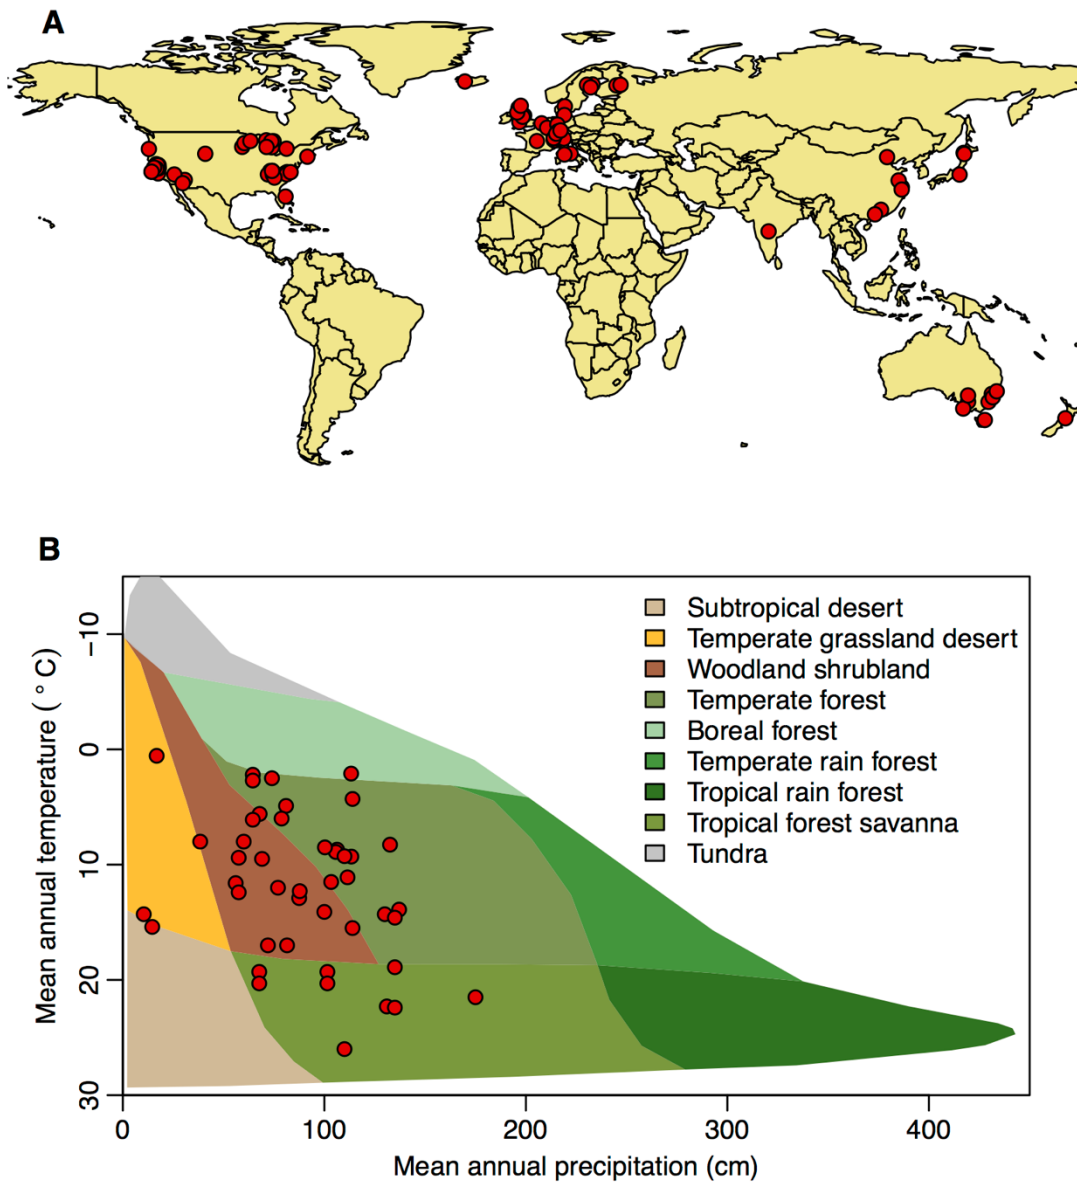 A
B
Subtropical desert
Temperate grassland desert
Woodland shrubland
Temperate forest
Boreal forest
Temperate rain forest
Tropical rain forest
Tropical forest savanna
Tundra
Mean annual temperature ( ° C)
−10
0
10
20
30
0 100 200 300 400
Mean annual precipitation (cm)